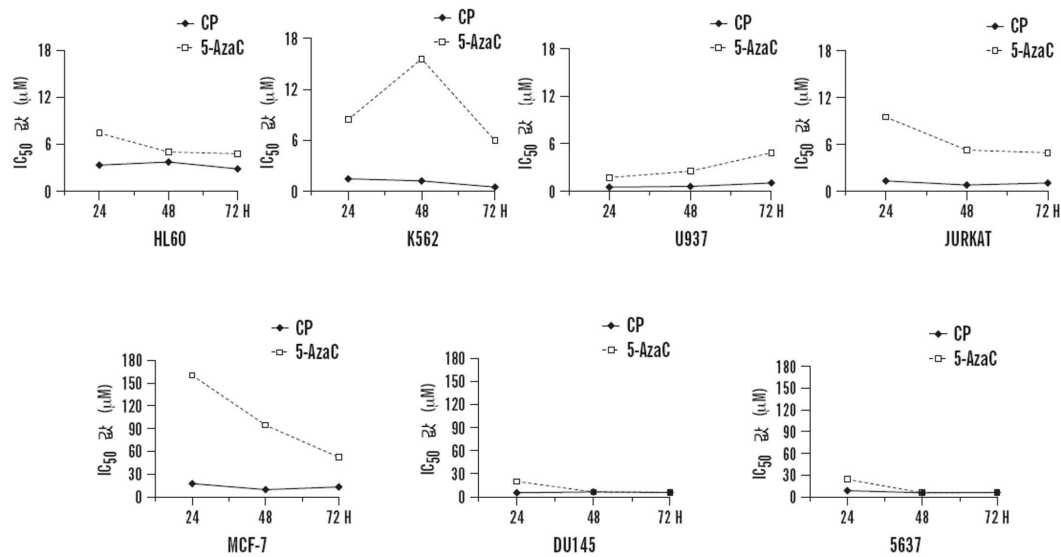 CP
5-AzaC
IC50 값 (μM)
18
12
6
0
24
48
72 H
HL60
CP
5-AzaC
IC50 값 (μM)
18
12
6
0
24
48
72 H
K562
CP
5-AzaC
IC50 값 (μM)
18
12
6
0
24
48
72 H
U937
CP
5-AzaC
IC50 값 (μM)
18
12
6
0
24
48
72 H
JURKAT
CP
5-AzaC
IC50 값 (μM)
180
150
120
90
60
30
0
24
48
72 H
MCF-7
CP
5-AzaC
IC50 값 (μM)
180
150
120
90
60
30
0
24
48
72 H
DU145
CP
5-AzaC
IC50 값 (μM)
180
150
120
90
60
30
0
24
48
72 H
5637